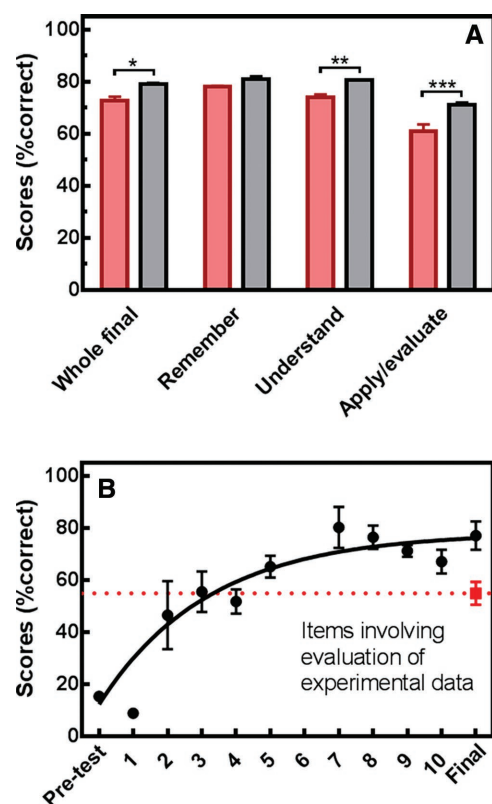 A
Scores (%correct)
100
80
60
40
20
0
*
**
***
Whole final
Remember
Understand
Apply/evaluate
B
Scores (%correct)
100
80
60
40
20
0
Items involving
evaluation of
experimental data
Pre-test
1
2
3
4
5
6
7
8
9
10
Final